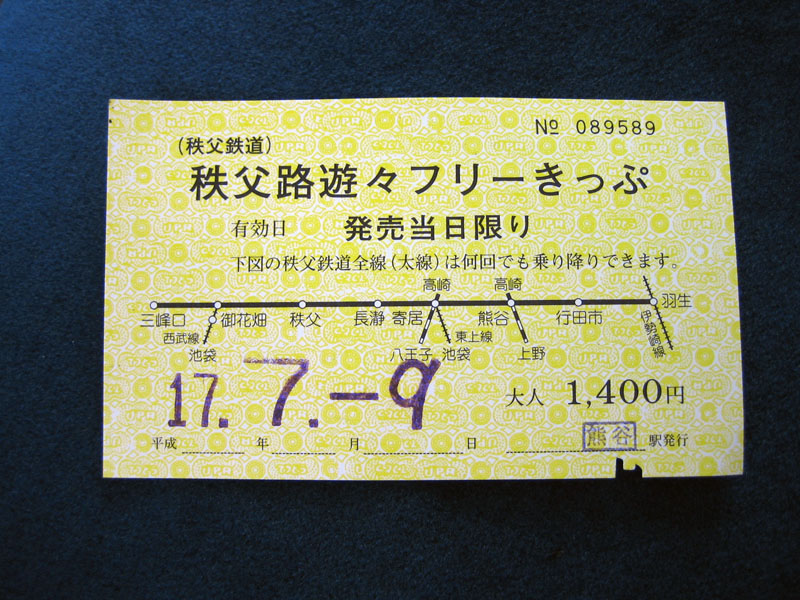 № 089589
(秩父鉄道)
秩父路遊々フリーきっぷ
有効日 発売当日限り
下図の秩父鉄道全線(太線)は何回でも乗り降りできます。
高崎 高崎
三峰口 御花畑 秩父 長瀞 寄居 熊谷 行田市 羽生
西武線 東上線 伊勢崎線
池袋 八王子 池袋 上野
17. 7.-9
大人 1,400円
平成 年 月 日 熊谷 駅発行